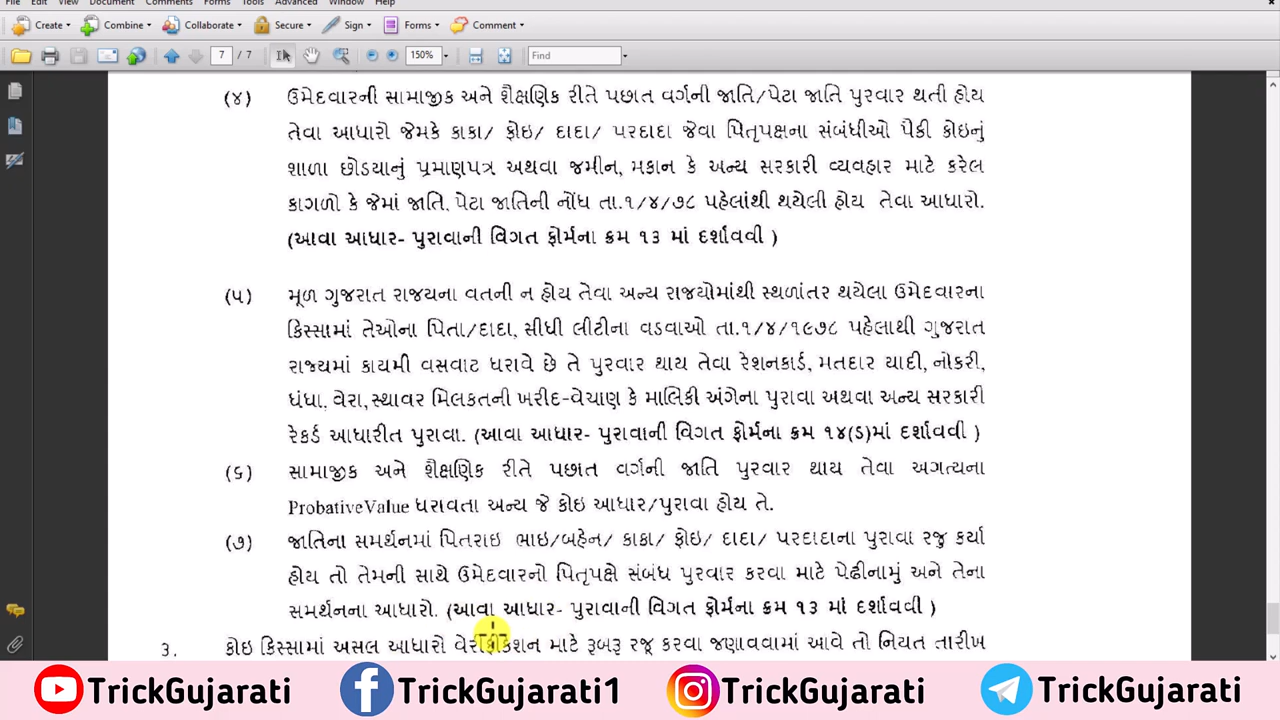 File Edit View Document Comments Forms Tools Advanced Window Help
Create Combine Collaborate Secure Sign Forms Comment
7 / 7 150% Find
(૪) ઉમેદવારની સામાજીક અને શૈક્ષણિક રીતે પછાત વર્ગની જાતિ/પેટા જાતિ પુરવાર થતી હોય
તેવા આધારો જેમકે કાકા/ ફોઇ/ દાદા/ પરદાદા જેવા પિતૃપક્ષના સંબંધીઓ પૈકી કોઇનું
શાળા છોડયાનું પ્રમાણપત્ર અથવા જમીન, મકાન કે અન્ય સરકારી વ્યવહાર માટે કરેલ
કાગળો કે જેમાં જાતિ, પેટા જાતિની નોંધ તા.૧/૪/૭૮ પહેલાંથી થયેલી હોય તેવા આધારો.
(આવા આધાર- પુરાવાની વિગત ફોર્મના ક્રમ ૧૩ માં દર્શાવવી )
(૫) મૂળ ગુજરાત રાજયના વતની ન હોય તેવા અન્ય રાજયોમાંથી સ્થળાંતર થયેલા ઉમેદવારના
કિસ્સામાં તેઓના પિતા/દાદા, સીધી લીટીના વડવાઓ તા.૧/૪/૧૯૭૮ પહેલાથી ગુજરાત
રાજ્યમાં કાયમી વસવાટ ધરાવે છે તે પુરવાર થાય તેવા રેશનકાર્ડ, મતદાર યાદી, નોકરી,
ધંધા, વેરા, સ્થાવર મિલકતની ખરીદ-વેચાણ કે માલિકી અંગેના પુરાવા અથવા અન્ય સરકારી
રેકર્ડ આધારીત પુરાવા. (આવા આધાર- પુરાવાની વિગત ફોર્મના ક્રમ ૧૪(ડ)માં દર્શાવવી )
(૬) સામાજીક અને શૈક્ષણિક રીતે પછાત વર્ગની જાતિ પુરવાર થાય તેવા અગત્યના
ProbativeValue ધરાવતા અન્ય જે કોઇ આધાર/પુરાવા હોય તે.
(૭) જાતિના સમર્થનમાં પિતરાઇ ભાઇ/બહેન/ કાકા/ ફોઇ/ દાદા/ પરદાદાના પુરાવા રજુ કર્યા
હોય તો તેમની સાથે ઉમેદવારનો પિતૃપક્ષે સંબંધ પુરવાર કરવા માટે પેઢીનામું અને તેના
સમર્થનના આધારો. (આવા આધાર- પુરાવાની વિગત ફોર્મના ક્રમ ૧૩ માં દર્શાવવી )
૩. કોઇ કિસ્સામાં અસલ આધારો વેરીફિકેશન માટે રૂબરૂ રજૂ કરવા જણાવવામાં આવે તો નિયત તારીખ
TrickGujarati TrickGujarati1 TrickGujarati TrickGujarati